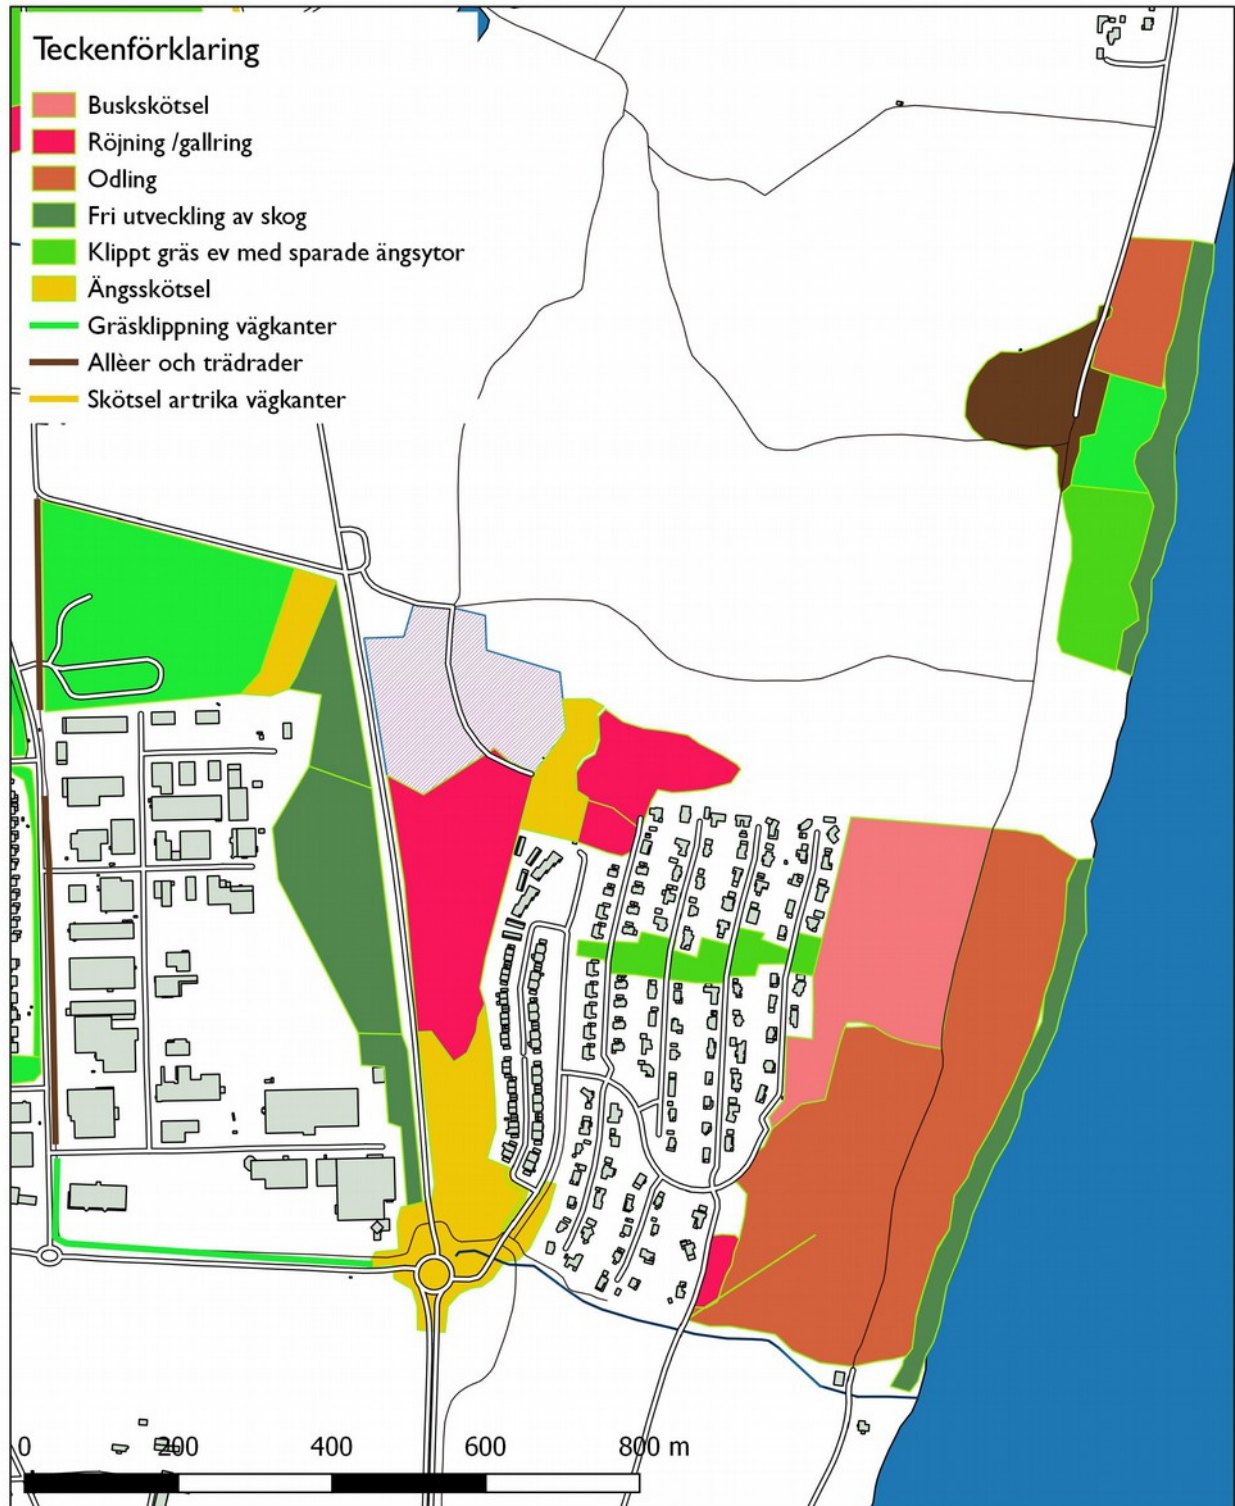 Teckenförklaring
Buskskötsel
Röjning /gallring
Odling
Fri utveckling av skog
Klippt gräs ev med sparade ängsytor
Ängsskötsel
Gräsklippning vägkanter
Allèer och trädrader
Skötsel artrika vägkanter
0 200 400 600 800 m